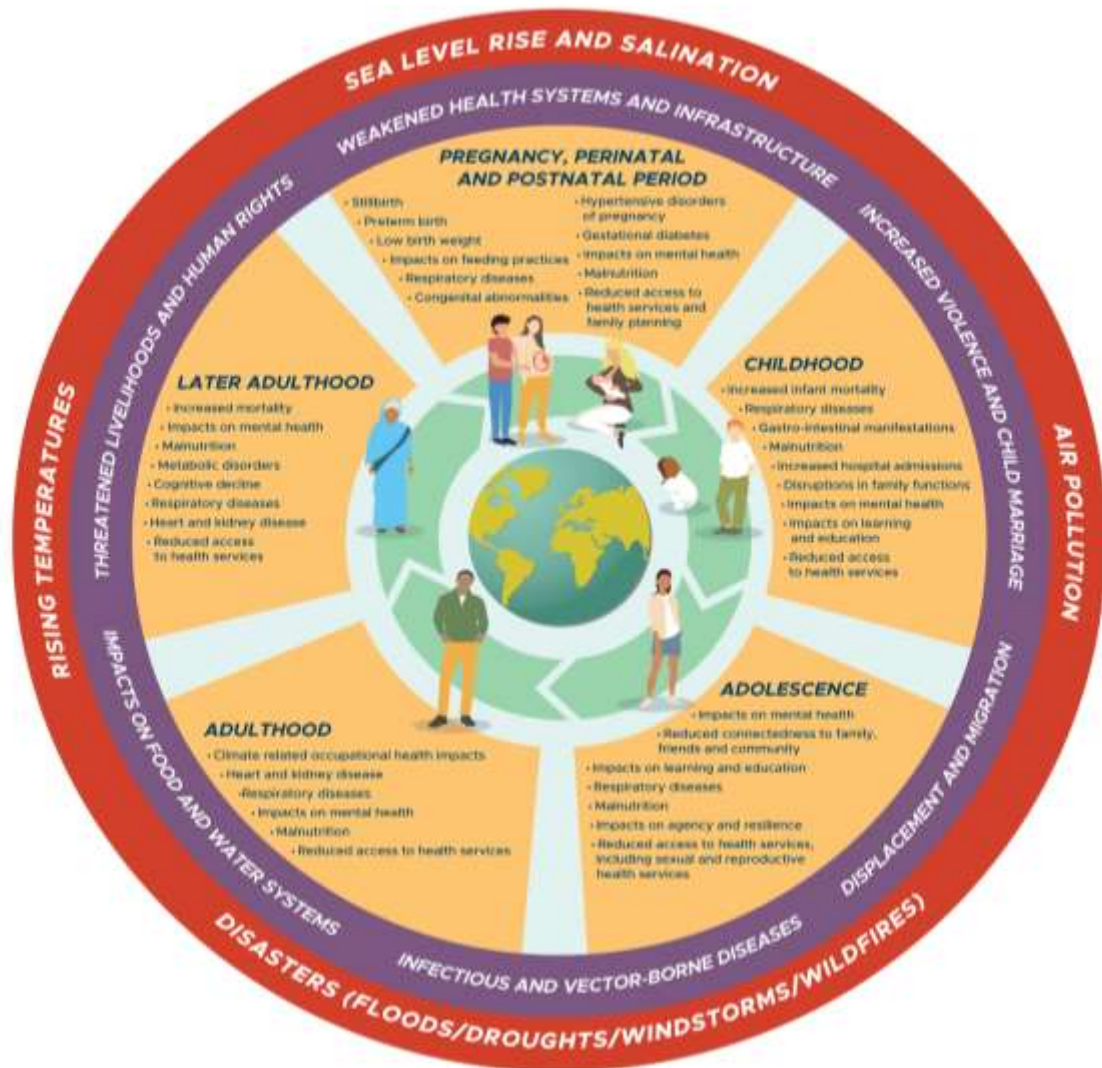 SEA LEVEL RISE AND SALINATION
AIR POLLUTION
DISASTERS (FLOODS/DROUGHTS/WINDSTORMS/WILDFIRES)
RISING TEMPERATURES
WEAKENED HEALTH SYSTEMS AND INFRASTRUCTURE
INCREASED VIOLENCE AND CHILD MARRIAGE
DISPLACEMENT AND MIGRATION
INFECTIOUS AND VECTOR-BORNE DISEASES
IMPACTS ON FOOD AND WATER SYSTEMS
THREATENED LIVELIHOODS AND HUMAN RIGHTS
PREGNANCY, PERINATAL
AND POSTNATAL PERIOD
• Stillbirth
• Preterm birth
• Low birth weight
• Impacts on feeding practices
• Respiratory diseases
• Congenital abnormalities
• Hypertensive disorders
of pregnancy
• Gestational diabetes
• Impacts on mental health
• Malnutrition
• Reduced access to
health services and
family planning
CHILDHOOD
• Increased infant mortality
• Respiratory diseases
• Gastro-intestinal manifestations
• Malnutrition
• Increased hospital admissions
• Disruptions in family functions
• Impacts on mental health
• Impacts on learning
and education
• Reduced access
to health services
ADOLESCENCE
• Impacts on mental health
• Reduced connectedness to family,
friends and community
• Impacts on learning and education
• Respiratory diseases
• Malnutrition
• Impacts on agency and resilience
• Reduced access to health services,
including sexual and reproductive
health services
ADULTHOOD
• Climate related occupational health impacts
• Heart and kidney disease
• Respiratory diseases
• Impacts on mental health
• Malnutrition
• Reduced access to health services
LATER ADULTHOOD
• Increased mortality
• Impacts on mental health
• Malnutrition
• Metabolic disorders
• Cognitive decline
• Respiratory diseases
• Heart and kidney disease
• Reduced access
to health services